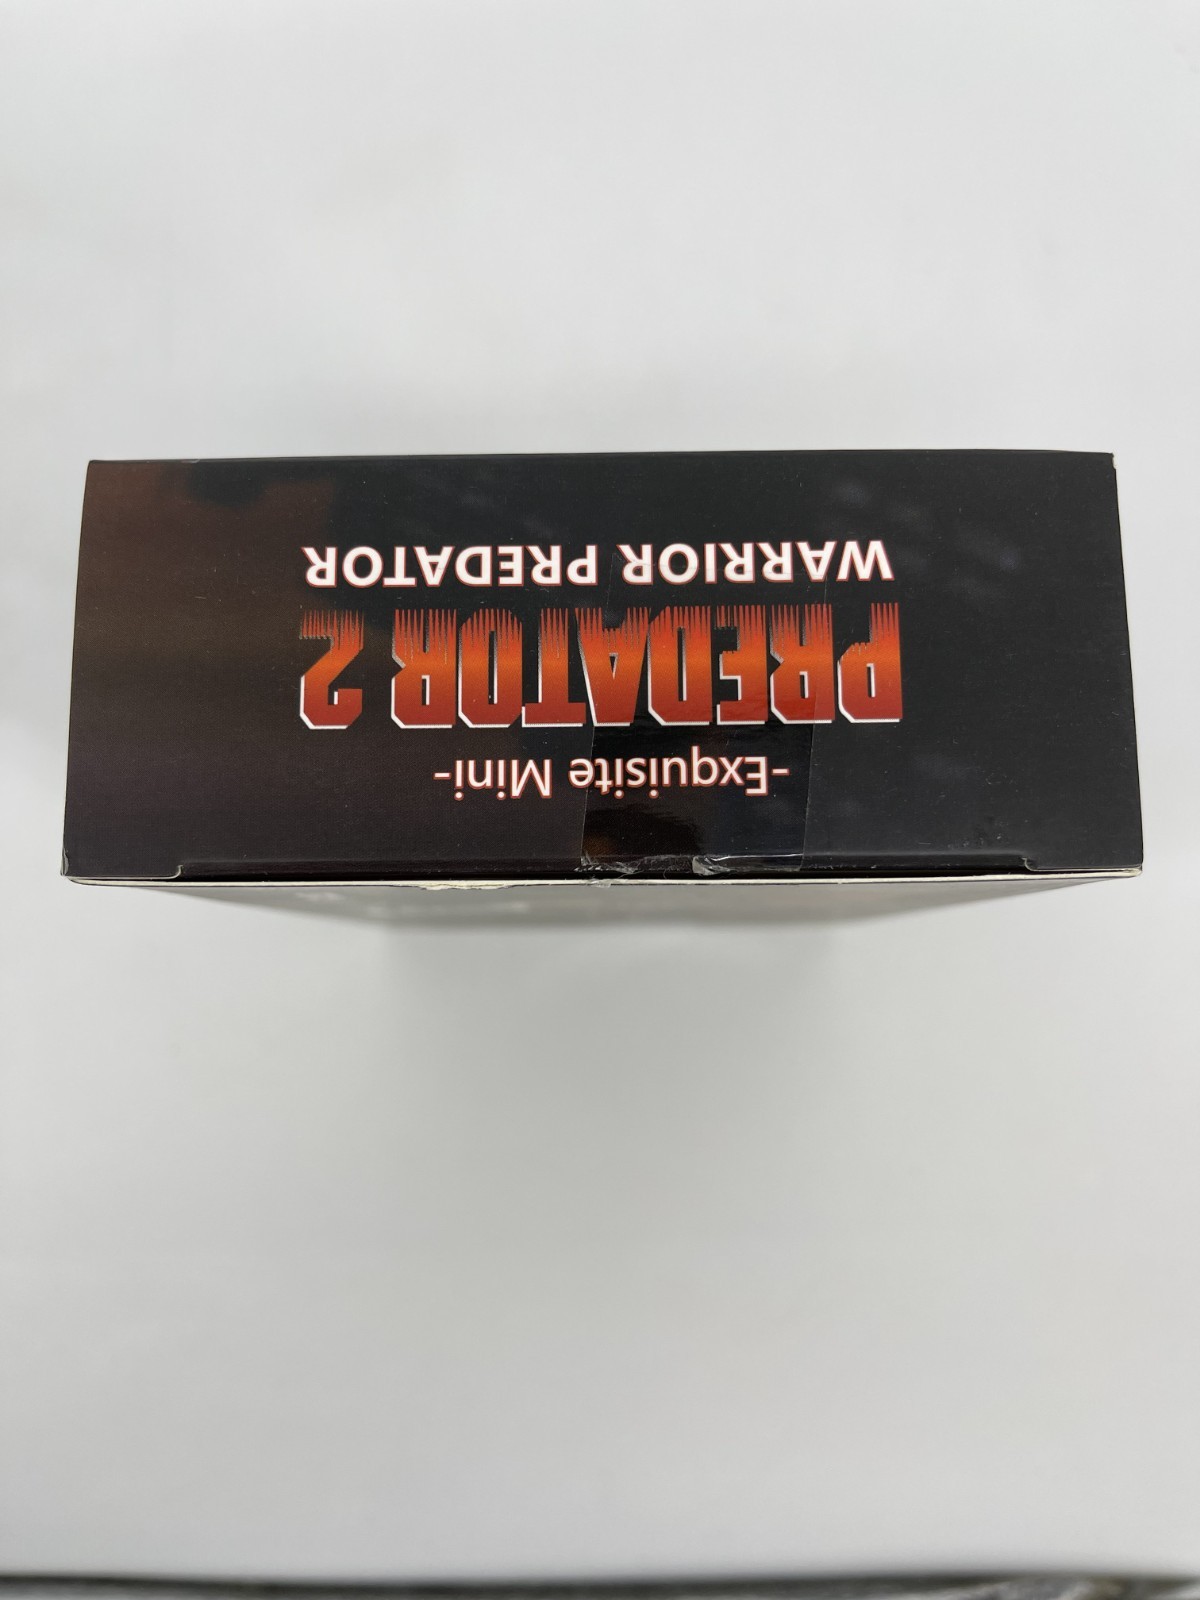 -Exquisite Mini-
PREDATOR 2
WARRIOR PREDATOR